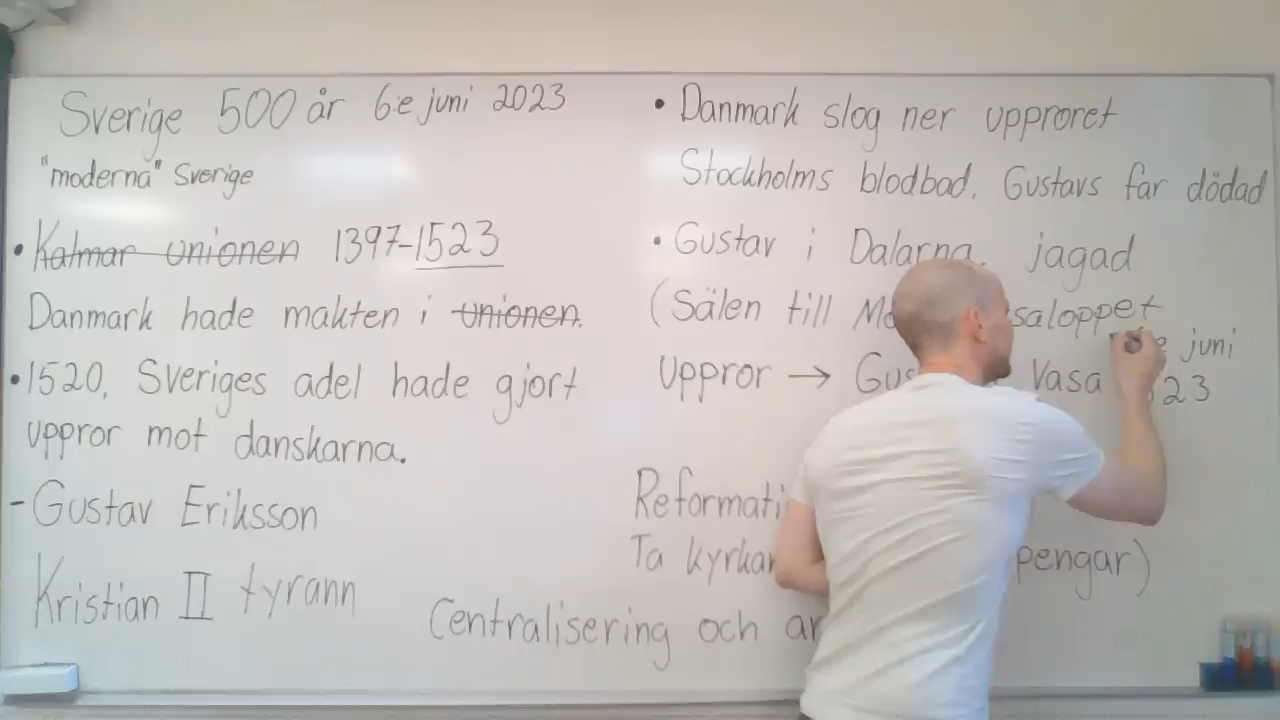 Sverige 500 år 6:e juni 2023
"moderna" Sverige
• Kalmar unionen 1397-1523
Danmark hade makten i unionen.
• 1520, Sveriges adel hade gjort
uppror mot danskarna.
- Gustav Eriksson
Kristian II tyrann
• Danmark slog ner upproret
Stockholms blodbad, Gustavs far dödad
• Gustav i Dalarna, jagad
(Sälen till saloppet
juni
Uppror → Vasa 23
Reformati
Ta kyrkan pengar)
Centralisering och